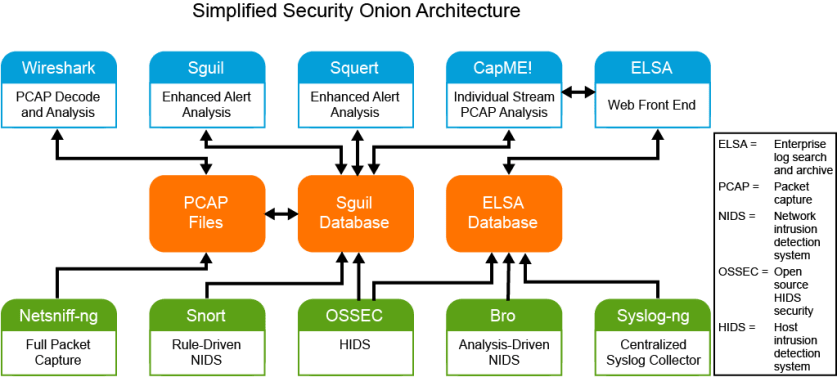 Simplified Security Onion Architecture
Wireshark
PCAP Decode
and Analysis
Sguil
Enhanced Alert
Analysis
Squert
Enhanced Alert
Analysis
CapME!
Individual Stream
PCAP Analysis
ELSA
Web Front End
PCAP
Files
Sguil
Database
ELSA
Database
Netsniff-ng
Full Packet
Capture
Snort
Rule-Driven
NIDS
OSSEC
HIDS
Bro
Analysis-Driven
NIDS
Syslog-ng
Centralized
Syslog Collector
ELSA = Enterprise
log search
and archive
PCAP = Packet
capture
NIDS = Network
intrusion
detection
system
OSSEC = Open
source
HIDS
security
HIDS = Host
intrusion
detection
system